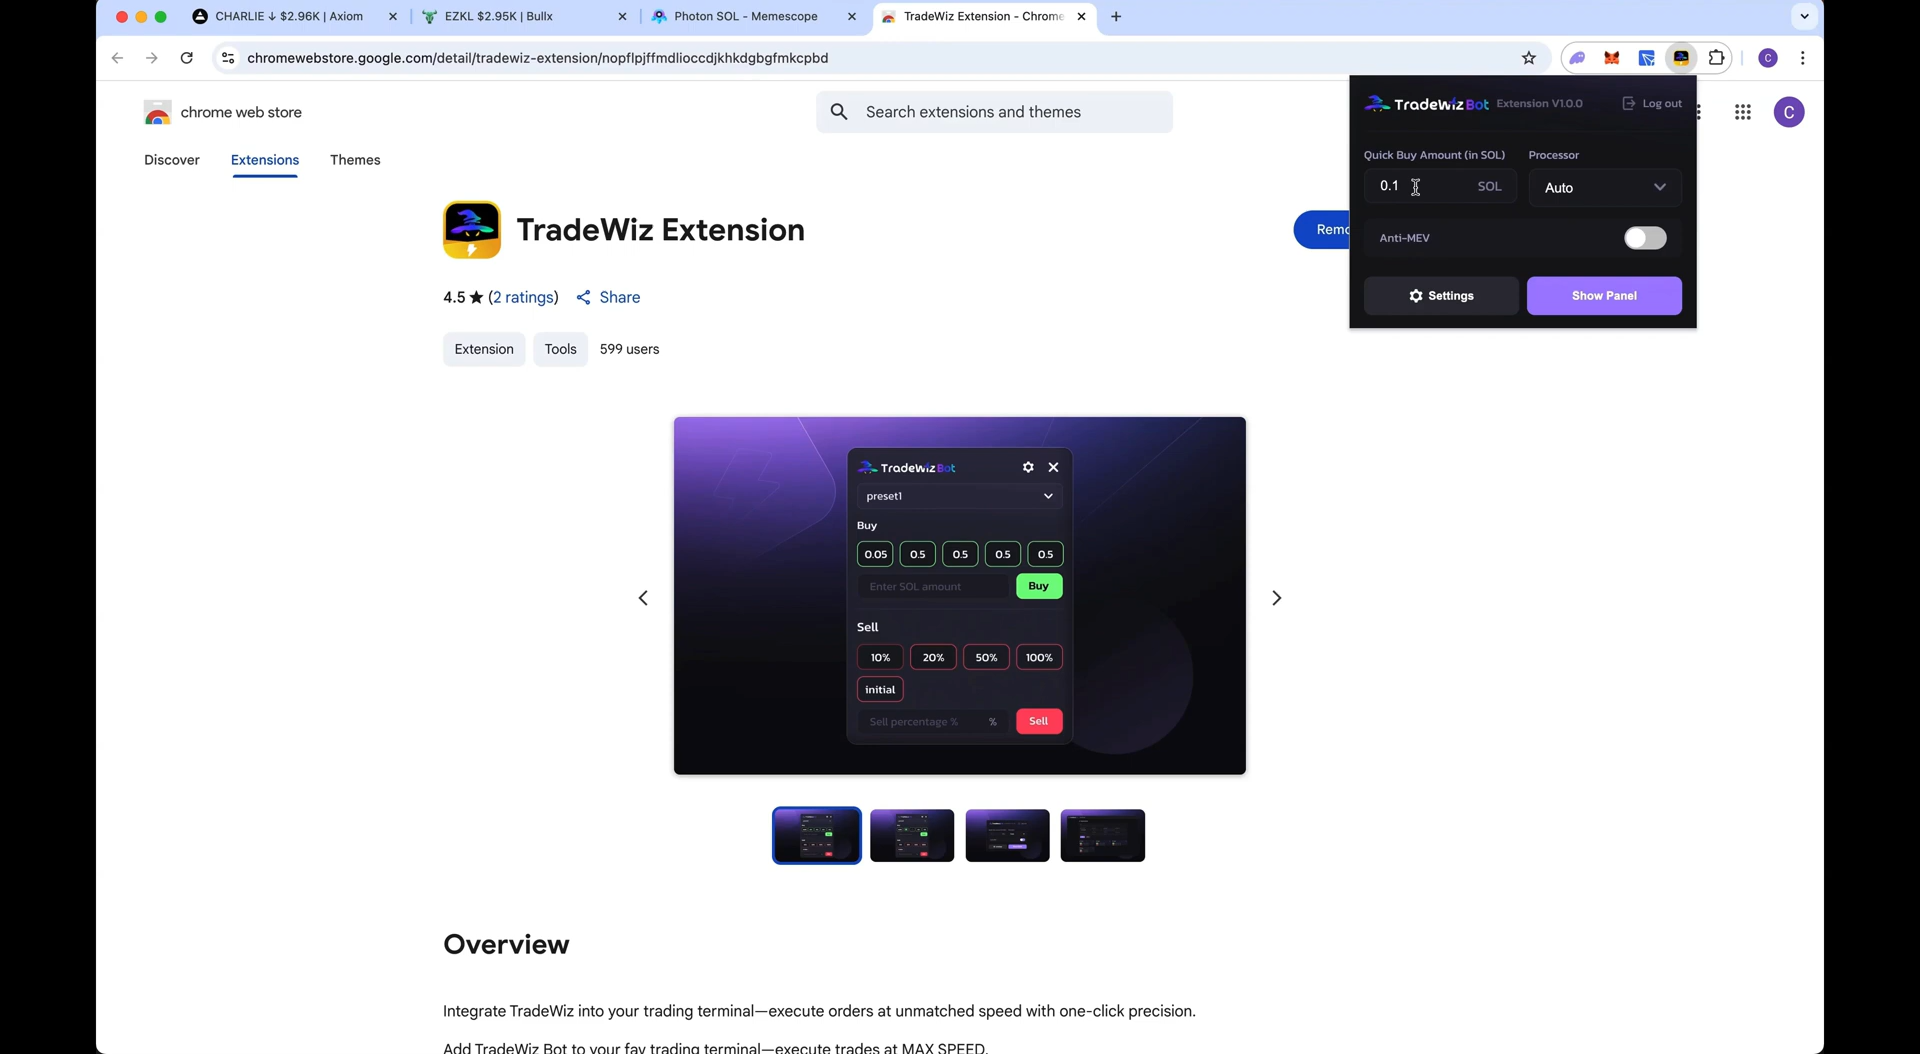 CHARLIE ↓ $2.96K | Axiom
EZKL $2.95K | Bullx
Photon SOL - Memescope
TradeWiz Extension - Chrome
chromewebstore.google.com/detail/tradewiz-extension/nopflpjffmdlioccdjkhkdgbgfmkcpbd
C
chrome web store
Search extensions and themes
C
Discover
Extensions
Themes
TradeWizBot Extension V1.0.0
Log out
Quick Buy Amount (in SOL)
Processor
0.1
SOL
Auto
Anti-MEV
Settings
Show Panel
TradeWiz Extension
Remo
4.5 ★ (2 ratings)
Share
Extension
Tools
599 users
TradeWizBot
preset1
Buy
0.05
0.5
0.5
0.5
0.5
Enter SOL amount
Buy
Sell
10%
20%
50%
100%
initial
Sell percentage %
%
Sell
Overview
Integrate TradeWiz into your trading terminal—execute orders at unmatched speed with one-click precision.
Add TradeWiz Bot to your fav trading terminal—execute trades at MAX SPEED.